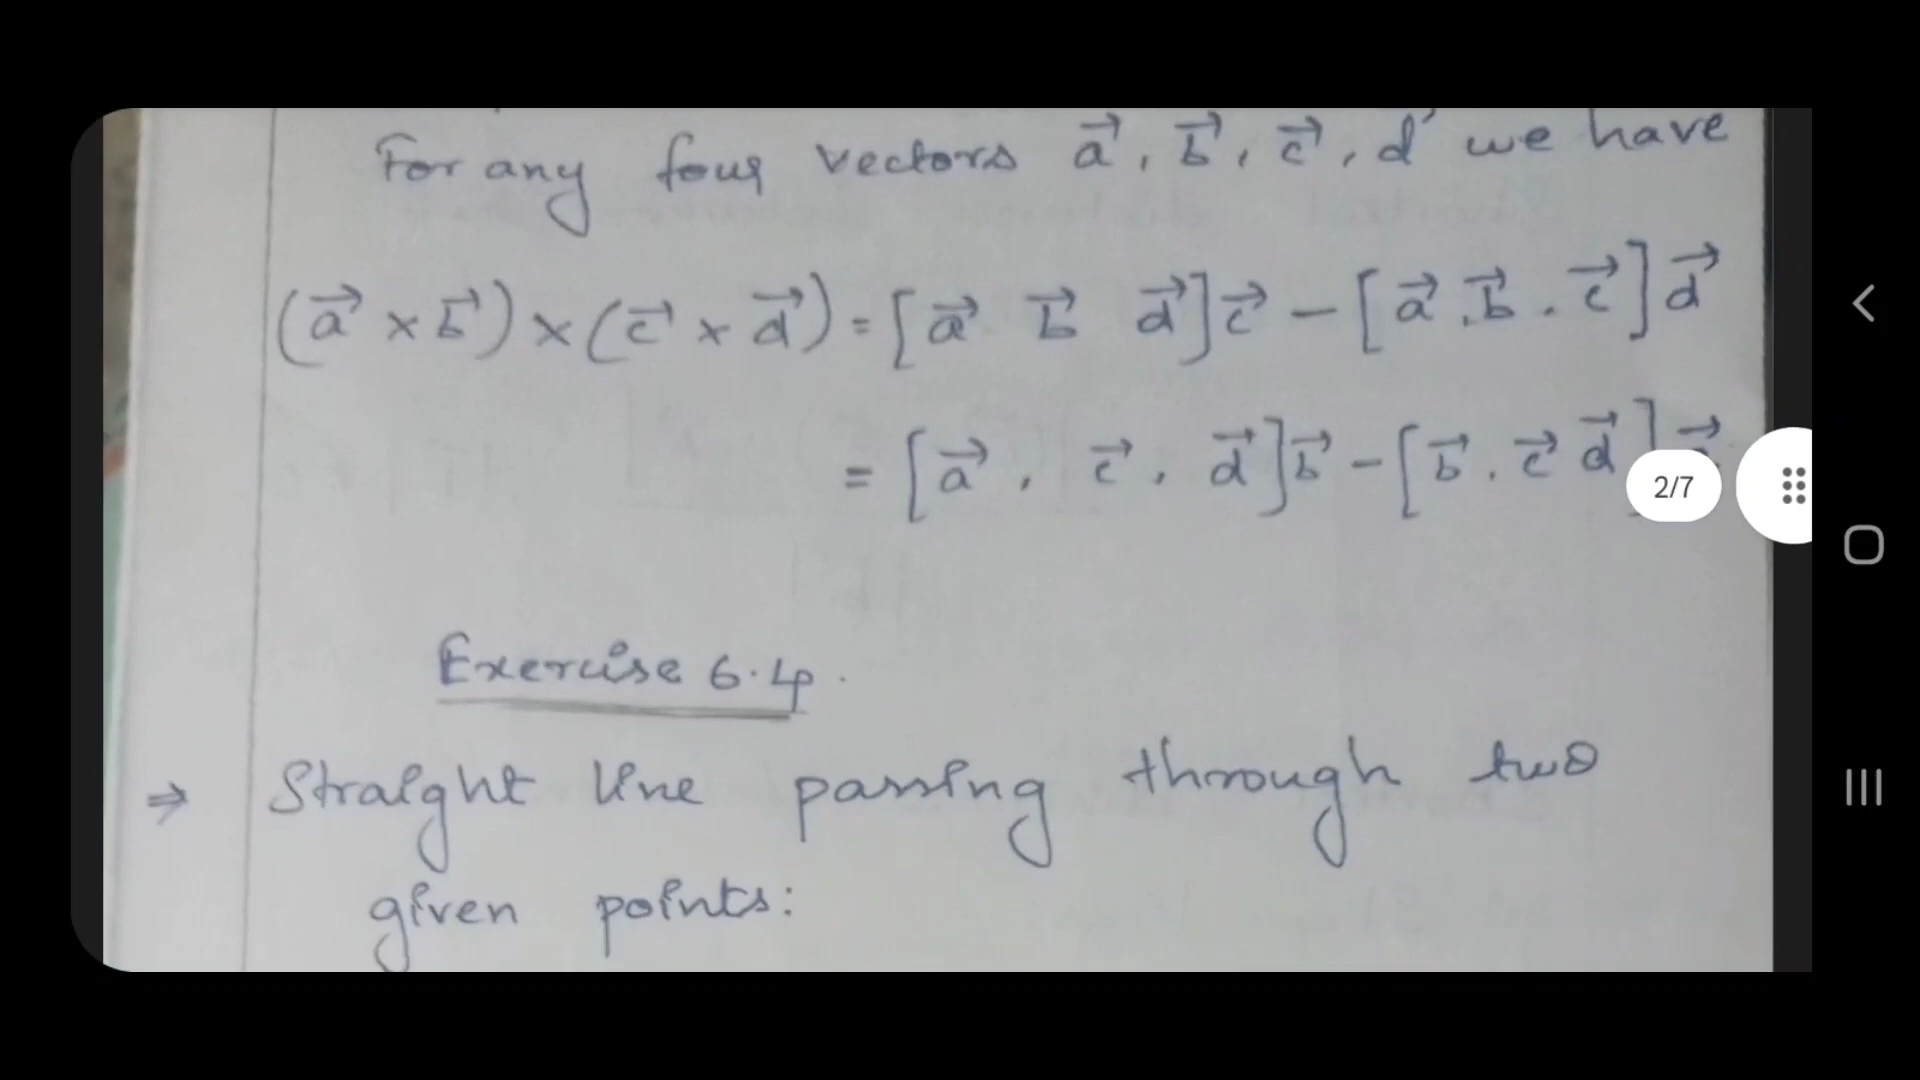 For any four vectors a⃗, b⃗, c⃗, d⃗ we have
(a⃗ × b⃗) × (c⃗ × d⃗) = [a⃗ b⃗ d⃗]c⃗ – [a⃗, b⃗. c⃗]d⃗
= [a⃗, c⃗, d⃗]b⃗ – [b⃗. c⃗ d⃗]
2/7
Exercise 6.4.
⇒ Straight line passing through two
given points: